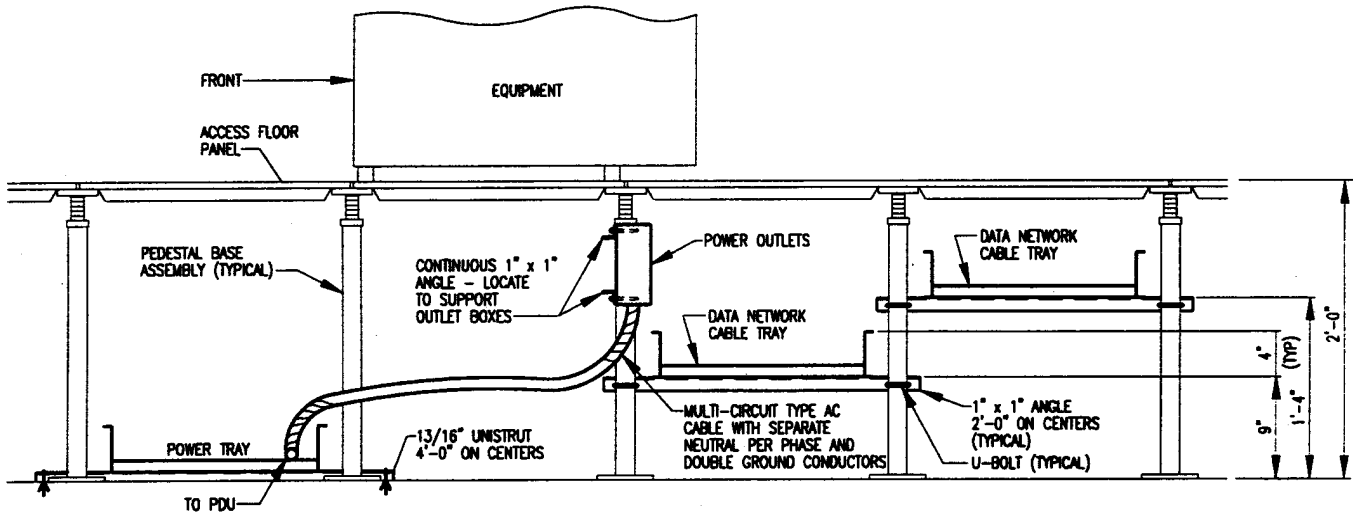 FRONT
EQUIPMENT
ACCESS FLOOR
PANEL
PEDESTAL BASE
ASSEMBLY (TYPICAL)
CONTINUOUS 1" x 1"
ANGLE - LOCATE
TO SUPPORT
OUTLET BOXES
POWER OUTLETS
DATA NETWORK
CABLE TRAY
DATA NETWORK
CABLE TRAY
MULTI-CIRCUIT TYPE AC
CABLE WITH SEPARATE
NEUTRAL PER PHASE AND
DOUBLE GROUND CONDUCTORS
1" x 1" ANGLE
2'-0" ON CENTERS
(TYPICAL)
U-BOLT (TYPICAL)
POWER TRAY
13/16" UNISTRUT
4'-0" ON CENTERS
TO PDU
4"
(TYP)
9"
1'-4"
2'-0"